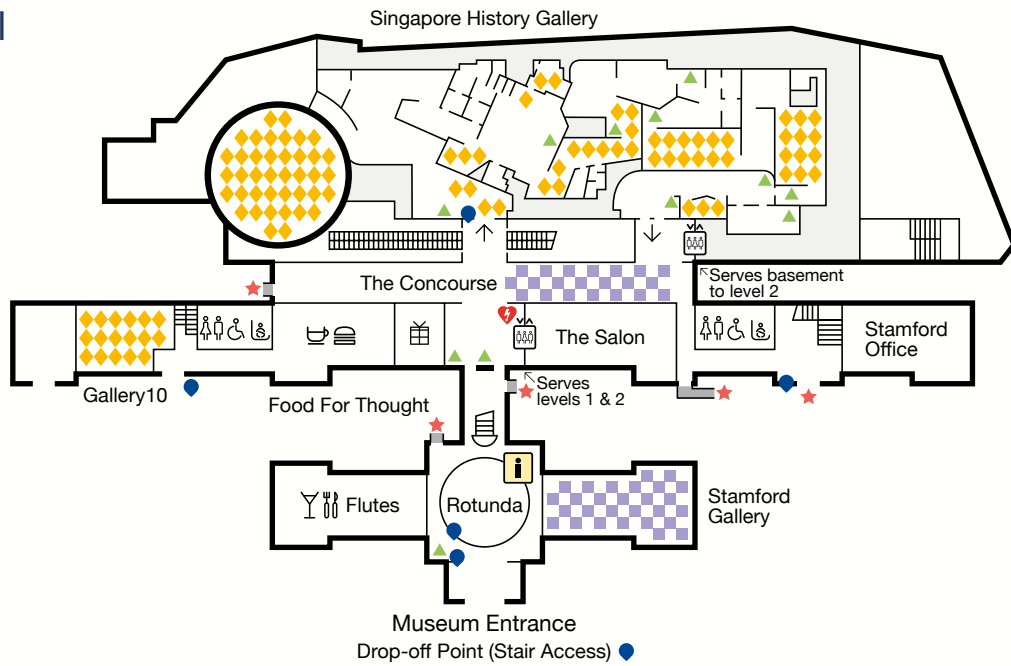 Singapore History Gallery
The Concourse
Serves basement
to level 2
The Salon
Stamford
Office
Gallery10
Serves
levels 1 & 2
Food For Thought
i
Flutes
Rotunda
Stamford
Gallery
Museum Entrance
Drop-off Point (Stair Access)